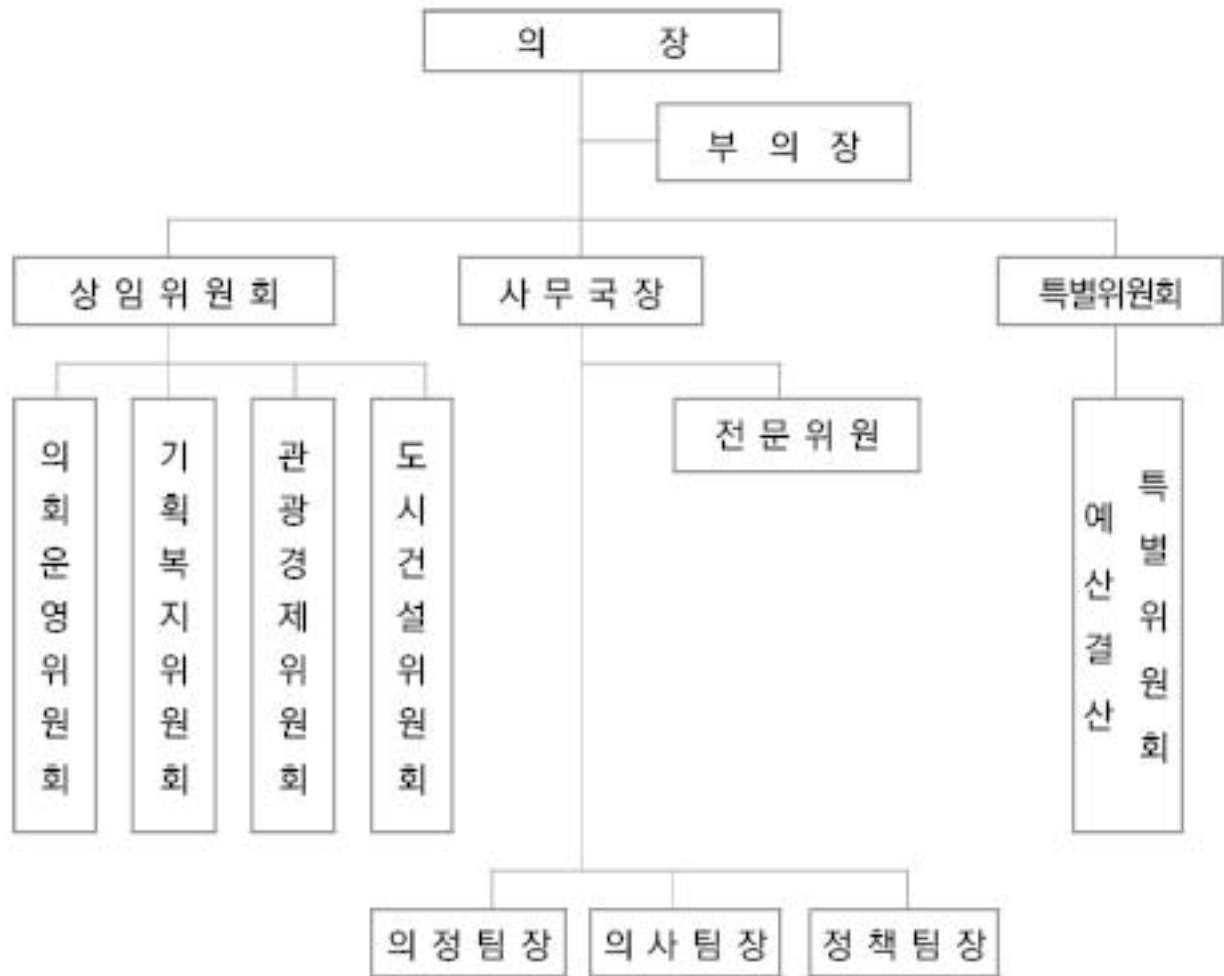 의 장
부 의 장
상 임 위 원 회
사 무 국 장
특별위원회
의회운영위원회
기획복지위원회
관광경제위원회
도시건설위원회
전 문 위 원
예산결산
특별위원회
의 정 팀 장
의 사 팀 장
정 책 팀 장